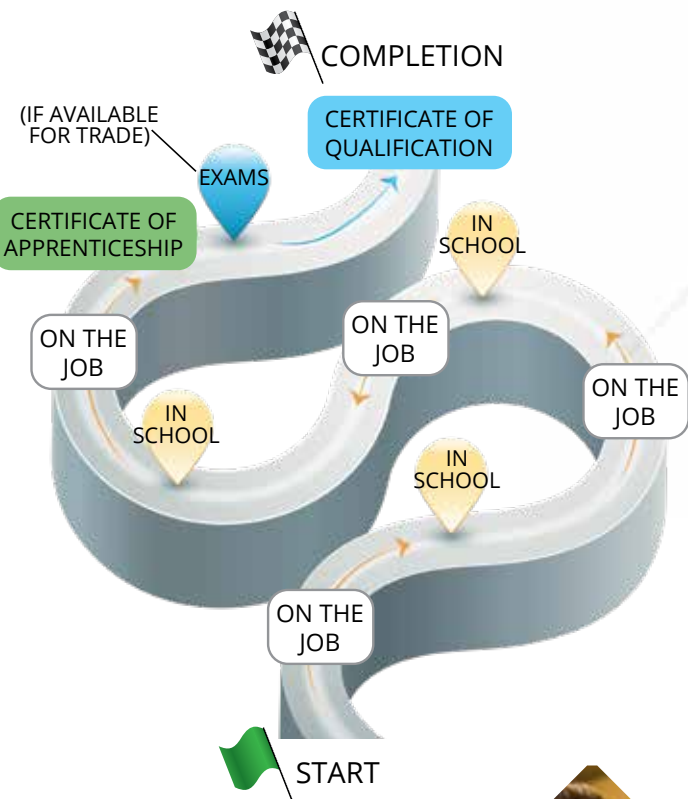 COMPLETION
(IF AVAILABLE
FOR TRADE)
CERTIFICATE OF
QUALIFICATION
EXAMS
CERTIFICATE OF
APPRENTICESHIP
IN
SCHOOL
ON THE
JOB
ON THE
JOB
ON THE
JOB
IN
SCHOOL
IN
SCHOOL
ON THE
JOB
START